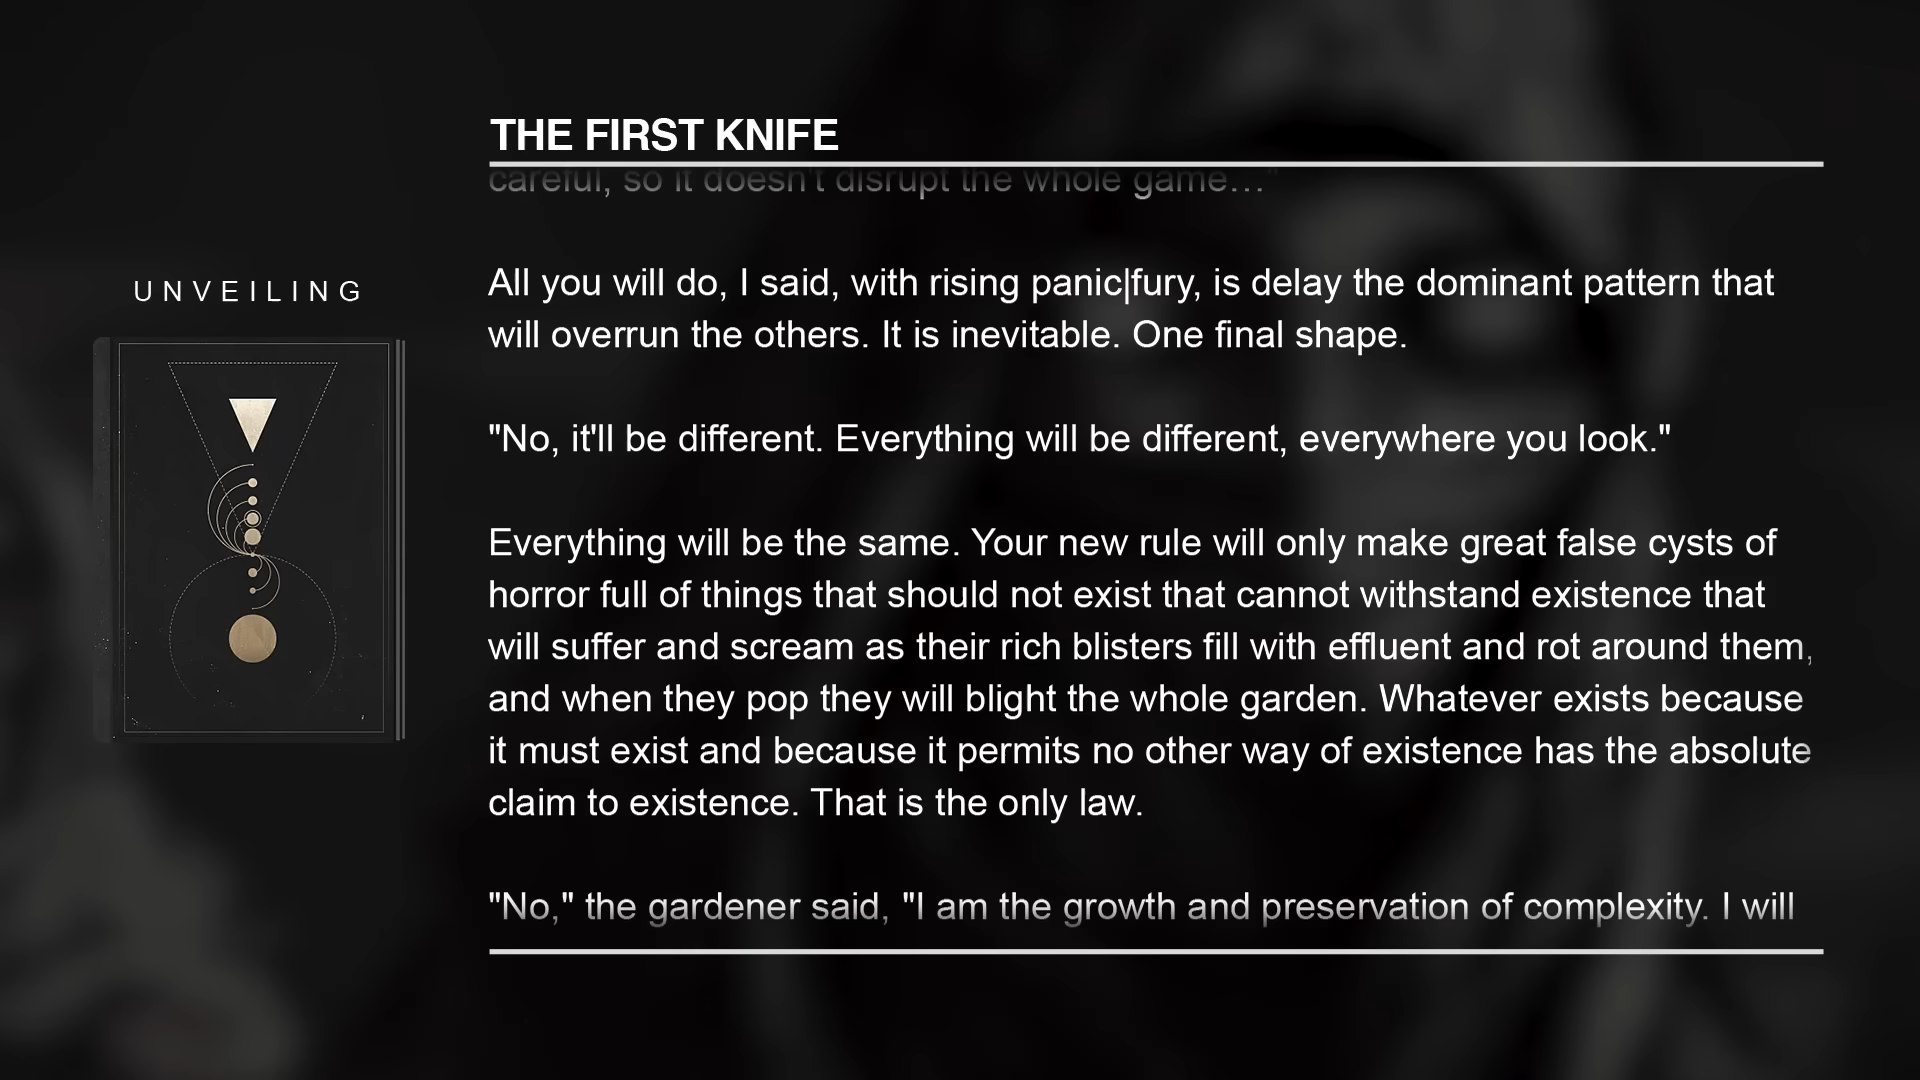 THE FIRST KNIFE
careful, so it doesn't disrupt the whole game…"
UNVEILING
All you will do, I said, with rising panic|fury, is delay the dominant pattern that
will overrun the others. It is inevitable. One final shape.
"No, it'll be different. Everything will be different, everywhere you look."
Everything will be the same. Your new rule will only make great false cysts of
horror full of things that should not exist that cannot withstand existence that
will suffer and scream as their rich blisters fill with effluent and rot around them,
and when they pop they will blight the whole garden. Whatever exists because
it must exist and because it permits no other way of existence has the absolute
claim to existence. That is the only law.
"No," the gardener said, "I am the growth and preservation of complexity. I will